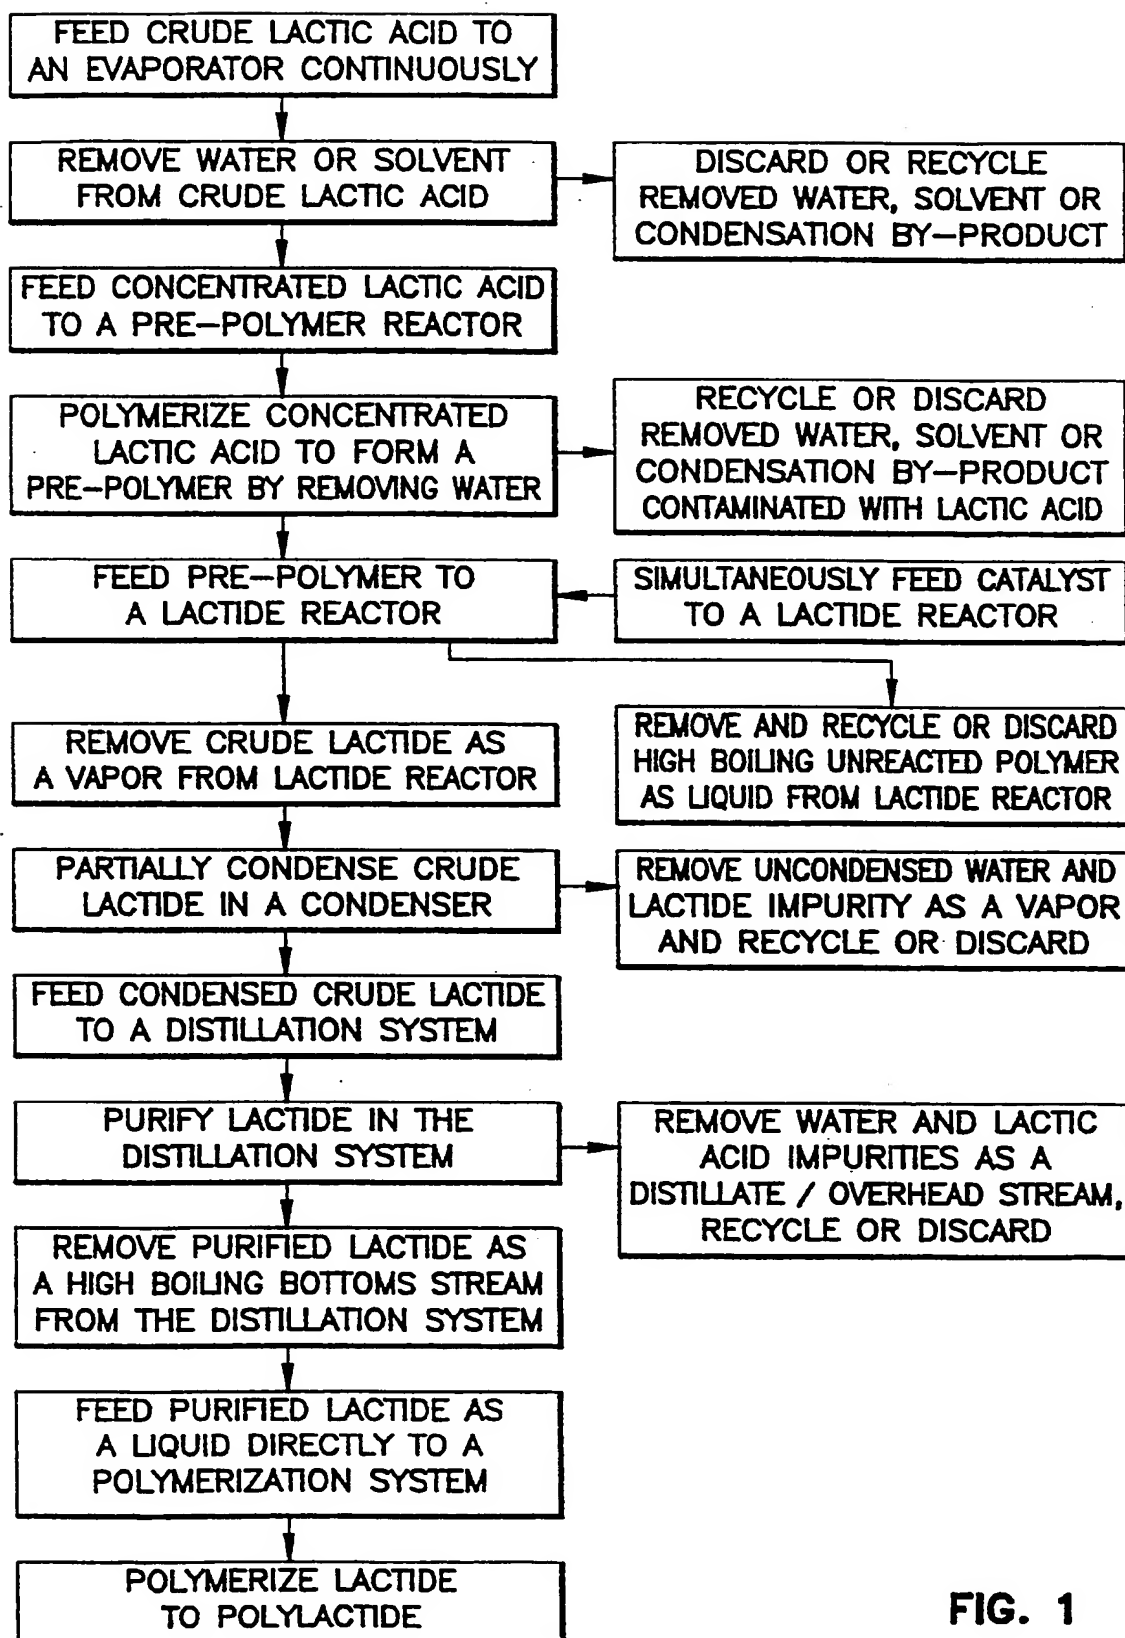 FEED CRUDE LACTIC ACID TO
AN EVAPORATOR CONTINUOUSLY
REMOVE WATER OR SOLVENT
FROM CRUDE LACTIC ACID
DISCARD OR RECYCLE
REMOVED WATER, SOLVENT OR
CONDENSATION BY-PRODUCT
FEED CONCENTRATED LACTIC ACID
TO A PRE-POLYMER REACTOR
POLYMERIZE CONCENTRATED
LACTIC ACID TO FORM A
PRE-POLYMER BY REMOVING WATER
RECYCLE OR DISCARD
REMOVED WATER, SOLVENT OR
CONDENSATION BY-PRODUCT
CONTAMINATED WITH LACTIC ACID
FEED PRE-POLYMER TO
A LACTIDE REACTOR
SIMULTANEOUSLY FEED CATALYST
TO A LACTIDE REACTOR
REMOVE CRUDE LACTIDE AS
A VAPOR FROM LACTIDE REACTOR
REMOVE AND RECYCLE OR DISCARD
HIGH BOILING UNREACTED POLYMER
AS LIQUID FROM LACTIDE REACTOR
PARTIALLY CONDENSE CRUDE
LACTIDE IN A CONDENSER
REMOVE UNCONDENSED WATER AND
LACTIDE IMPURITY AS A VAPOR
AND RECYCLE OR DISCARD
FEED CONDENSED CRUDE LACTIDE
TO A DISTILLATION SYSTEM
PURIFY LACTIDE IN THE
DISTILLATION SYSTEM
REMOVE WATER AND LACTIC
ACID IMPURITIES AS A
DISTILLATE / OVERHEAD STREAM,
RECYCLE OR DISCARD
REMOVE PURIFIED LACTIDE AS
A HIGH BOILING BOTTOMS STREAM
FROM THE DISTILLATION SYSTEM
FEED PURIFIED LACTIDE AS
A LIQUID DIRECTLY TO A
POLYMERIZATION SYSTEM
POLYMERIZE LACTIDE
TO POLYLACTIDE
FIG. 1